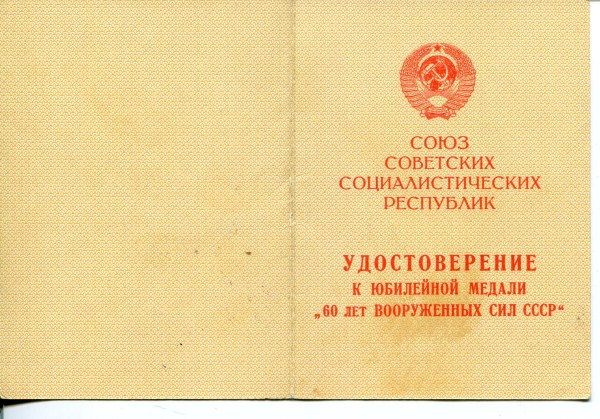 СОЮЗ
СОВЕТСКИХ
СОЦИАЛИСТИЧЕСКИХ
РЕСПУБЛИК
УДОСТОВЕРЕНИЕ
К ЮБИЛЕЙНОЙ МЕДАЛИ
„60 ЛЕТ ВООРУЖЕННЫХ СИЛ СССР“